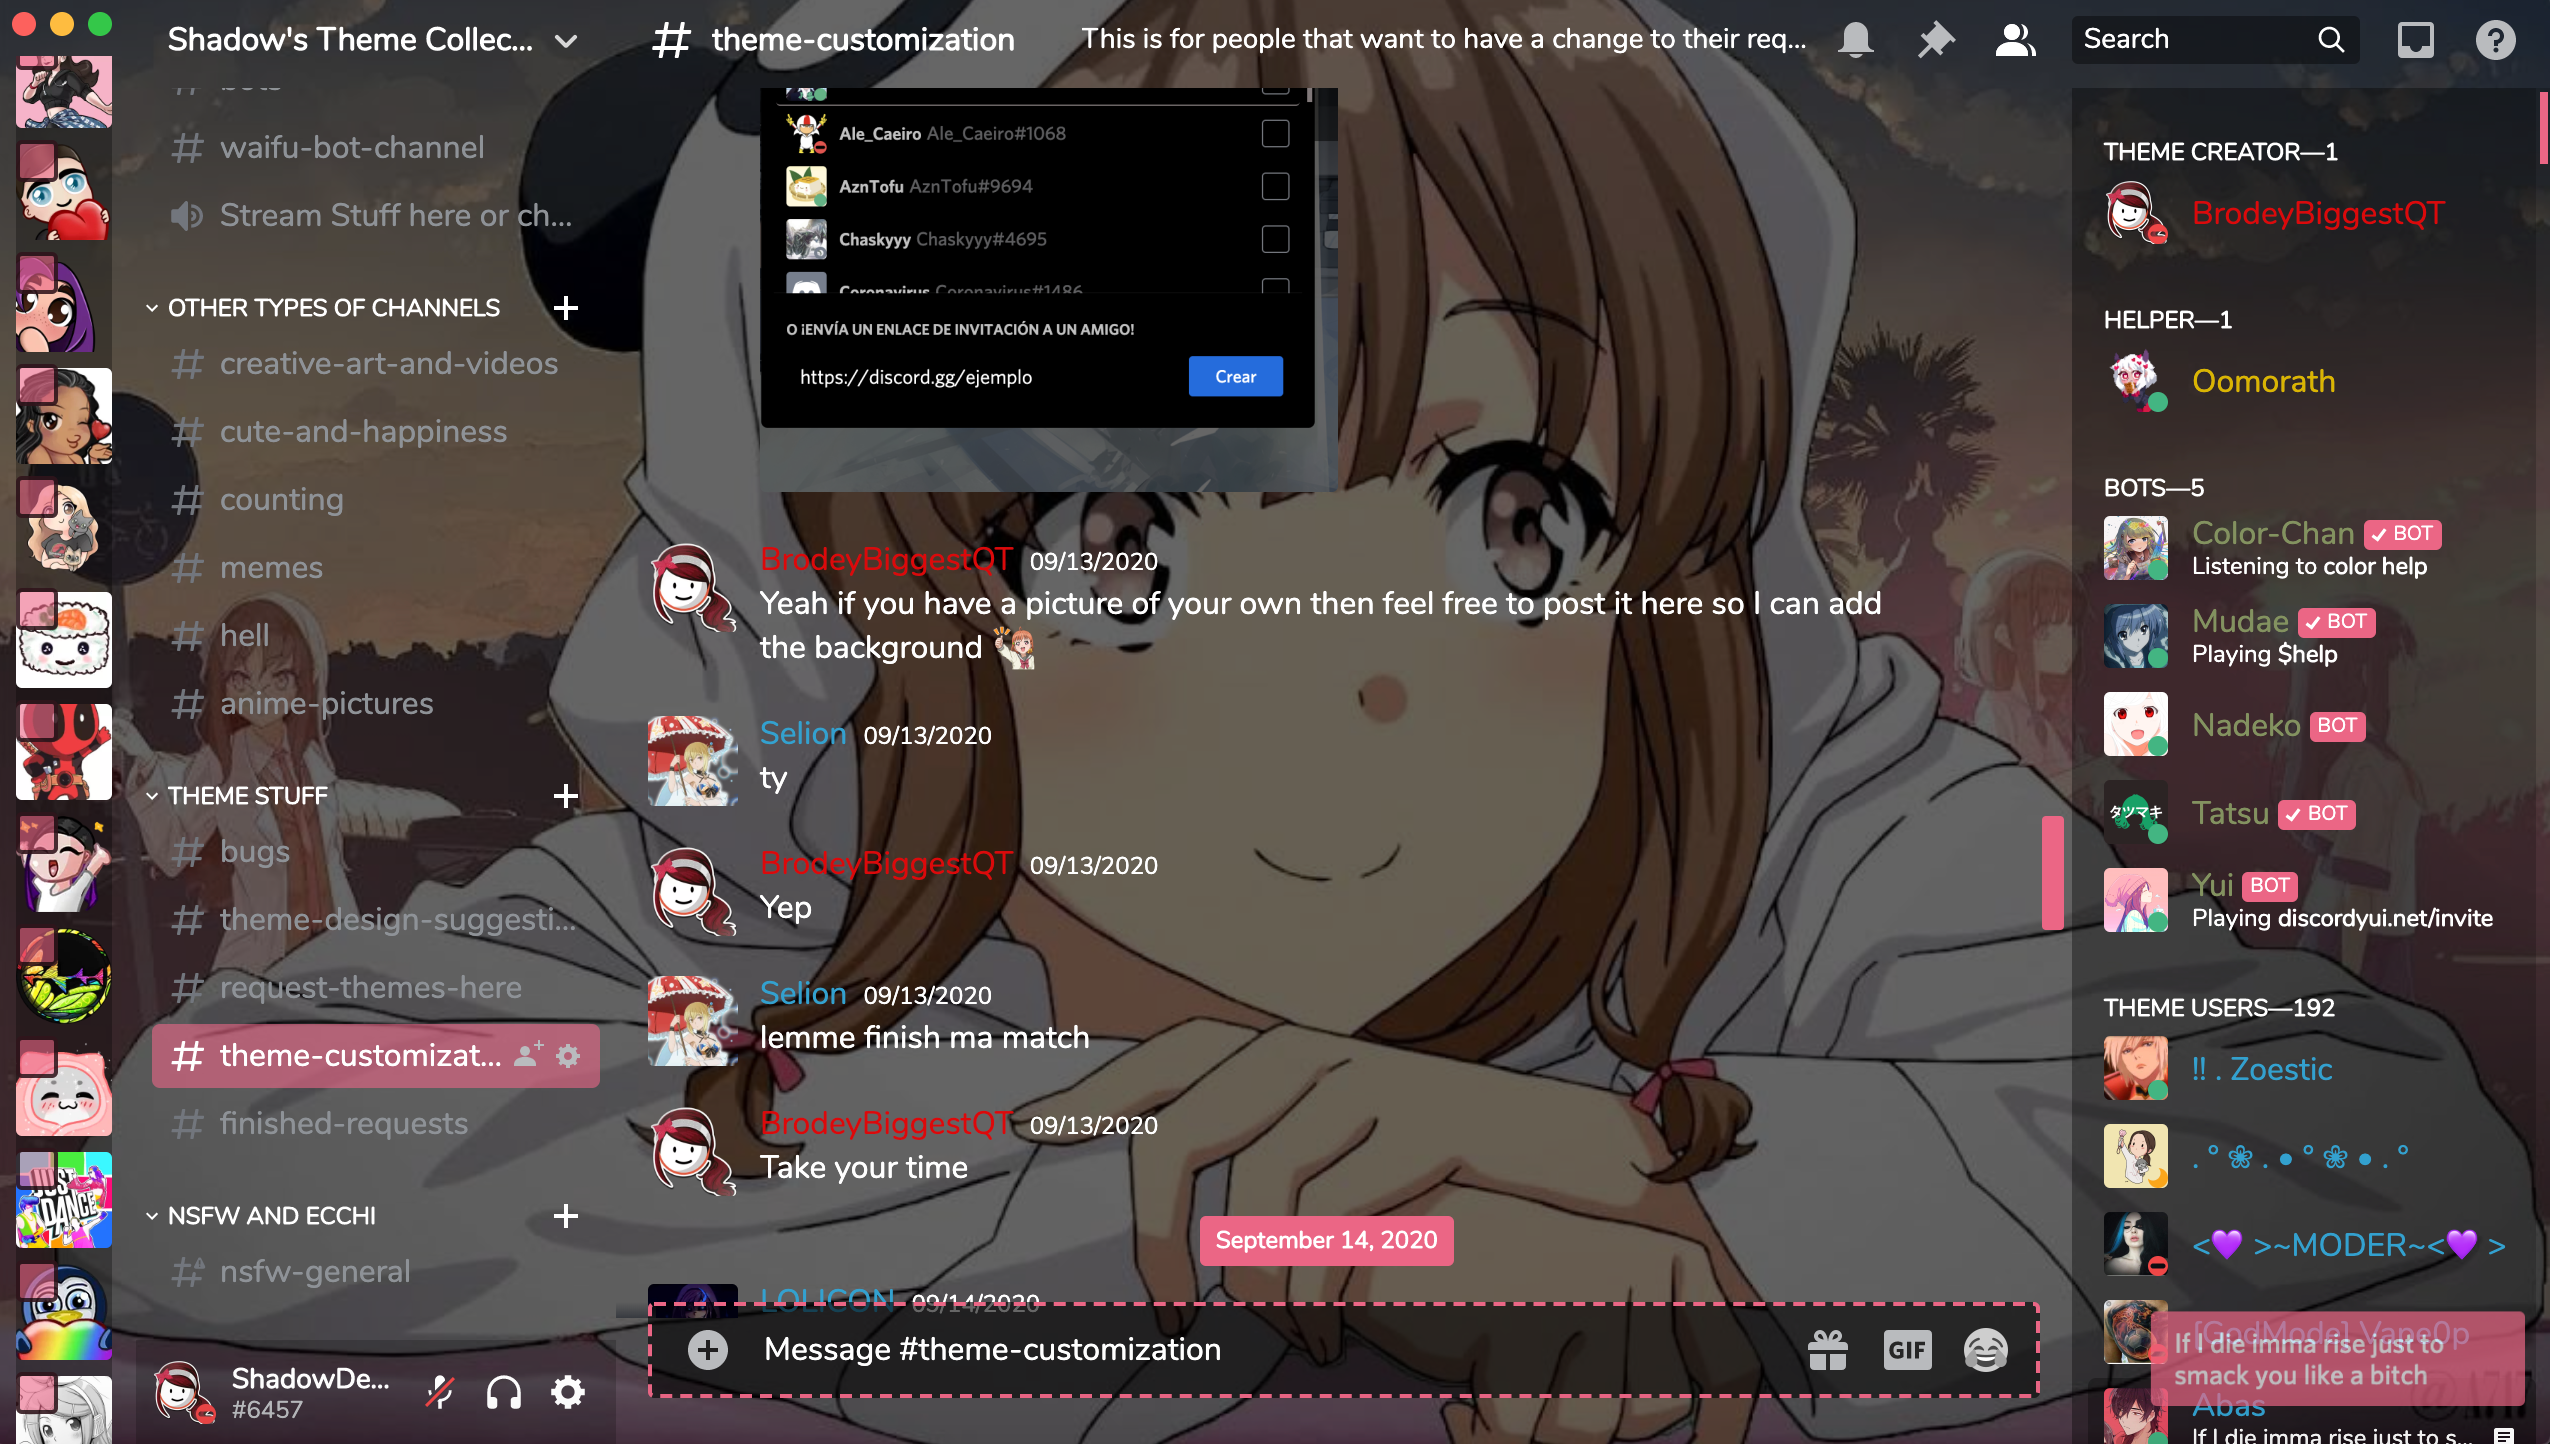 Shadow's Theme Collec...
bots
waifu-bot-channel
Stream Stuff here or ch...
OTHER TYPES OF CHANNELS
creative-art-and-videos
cute-and-happiness
counting
memes
hell
anime-pictures
THEME STUFF
bugs
theme-design-suggesti...
request-themes-here
theme-customizat...
finished-requests
NSFW AND ECCHI
nsfw-general
ShadowDe...
#6457
JUST
DANCE
# theme-customization
This is for people that want to have a change to their req...
Search
Ale_Caeiro Ale_Caeiro#1068
AznTofu AznTofu#9694
Chaskyyy Chaskyyy#4695
Coronavirus Coronavirus#1486
O ¡ENVÍA UN ENLACE DE INVITACIÓN A UN AMIGO!
https://discord.gg/ejemplo
Crear
BrodeyBiggestQT 09/13/2020
Yeah if you have a picture of your own then feel free to post it here so I can add
the background
Selion 09/13/2020
ty
BrodeyBiggestQT 09/13/2020
Yep
Selion 09/13/2020
lemme finish ma match
BrodeyBiggestQT 09/13/2020
Take your time
September 14, 2020
LOLICON 09/14/2020
Message #theme-customization
GIF
THEME CREATOR—1
BrodeyBiggestQT
HELPER—1
Oomorath
BOTS—5
Color-Chan ✓ BOT
Listening to color help
Mudae ✓ BOT
Playing $help
Nadeko BOT
タツマキ
Tatsu ✓ BOT
Yui BOT
Playing discordyui.net/invite
THEME USERS—192
!! . Zoestic
. ° ❀ . • ° ❀ • . °
<💜 >~MODER~<💜 >
[GodMode] Vane0p
If I die imma rise just to
smack you like a bitch
Abas
If I die imma rise just to s...